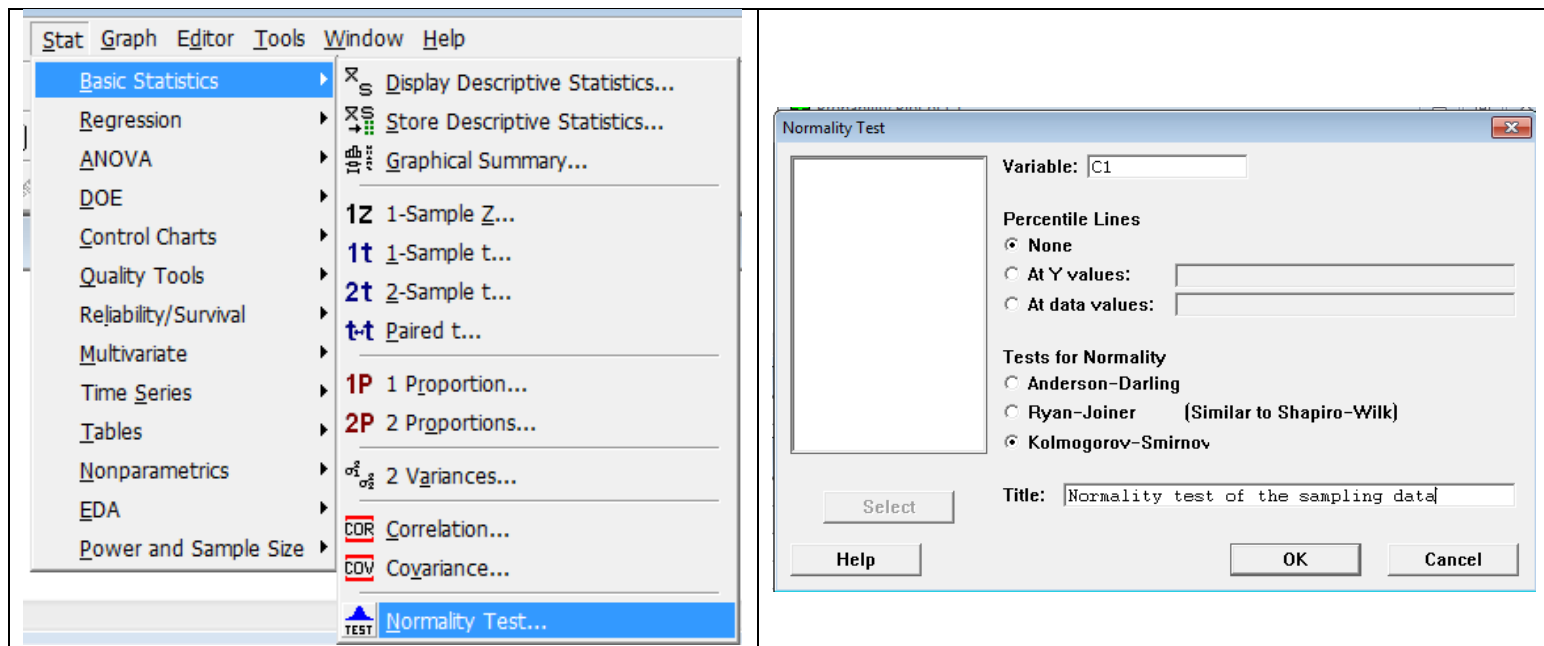 Stat Graph Editor Tools Window Help
Basic Statistics
Regression
ANOVA
DOE
Control Charts
Quality Tools
Reliability/Survival
Multivariate
Time Series
Tables
Nonparametrics
EDA
Power and Sample Size
Display Descriptive Statistics...
Store Descriptive Statistics...
Graphical Summary...
1Z 1-Sample Z...
1t 1-Sample t...
2t 2-Sample t...
t-t Paired t...
1P 1 Proportion...
2P 2 Proportions...
2 Variances...
COR Correlation...
COV Covariance...
TEST Normality Test...
Normality Test
Variable: C1
Percentile Lines
None
At Y values:
At data values:
Tests for Normality
Anderson-Darling
Ryan-Joiner (Similar to Shapiro-Wilk)
Kolmogorov-Smirnov
Select
Title: Normality test of the sampling data
Help OK Cancel